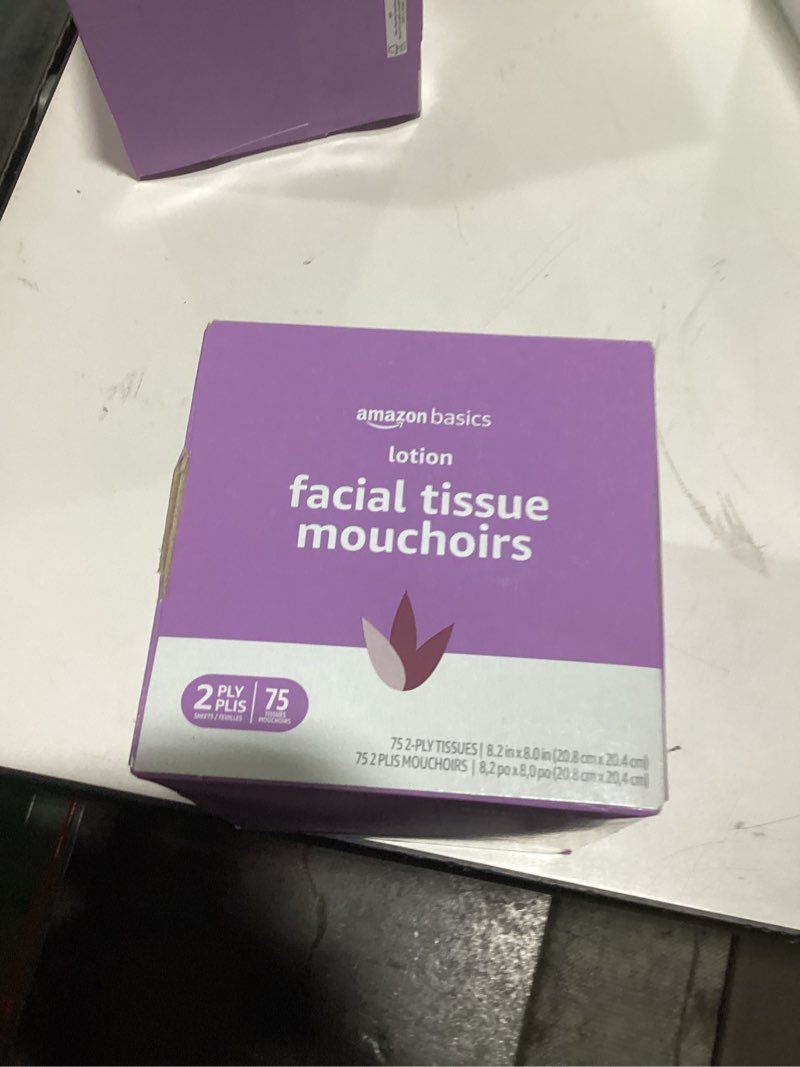 amazon basics
lotion
facial tissue
mouchoirs
2 PLY PLIS
SHEETS / FEUILLES
75
TISSUES
MOUCHOIRS
75 2-PLY TISSUES | 8.2 in x 8.0 in (20.8 cm x 20.4 cm)
75 2 PLIS MOUCHOIRS | 8,2 po x 8,0 po (20,8 cm x 20,4 cm)